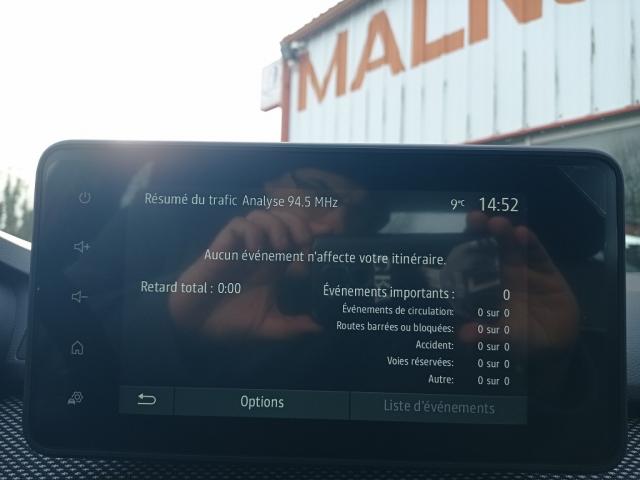 MALN
Résumé du trafic Analyse 94.5 MHz 9°C 14:52
Aucun événement n'affecte votre itinéraire.
Retard total : 0:00 Événements importants : 0
Événements de circulation: 0 sur 0
Routes barrées ou bloquées: 0 sur 0
Accident: 0 sur 0
Voies réservées: 0 sur 0
Autre: 0 sur 0
Options Liste d'événements